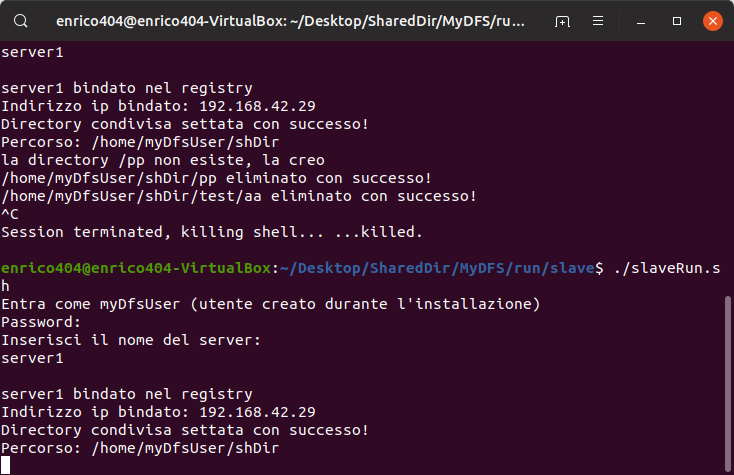 enrico404@enrico404-VirtualBox: ~/Desktop/SharedDir/MyDFS/ru...
server1
server1 bindato nel registry
Indirizzo ip bindato: 192.168.42.29
Directory condivisa settata con successo!
Percorso: /home/myDfsUser/shDir
la directory /pp non esiste, la creo
/home/myDfsUser/shDir/pp eliminato con successo!
/home/myDfsUser/shDir/test/aa eliminato con successo!
^C
Session terminated, killing shell... ...killed.
enrico404@enrico404-VirtualBox:~/Desktop/SharedDir/MyDFS/run/slave$ ./slaveRun.s
h
Entra come myDfsUser (utente creato durante l'installazione)
Password:
Inserisci il nome del server:
server1
server1 bindato nel registry
Indirizzo ip bindato: 192.168.42.29
Directory condivisa settata con successo!
Percorso: /home/myDfsUser/shDir